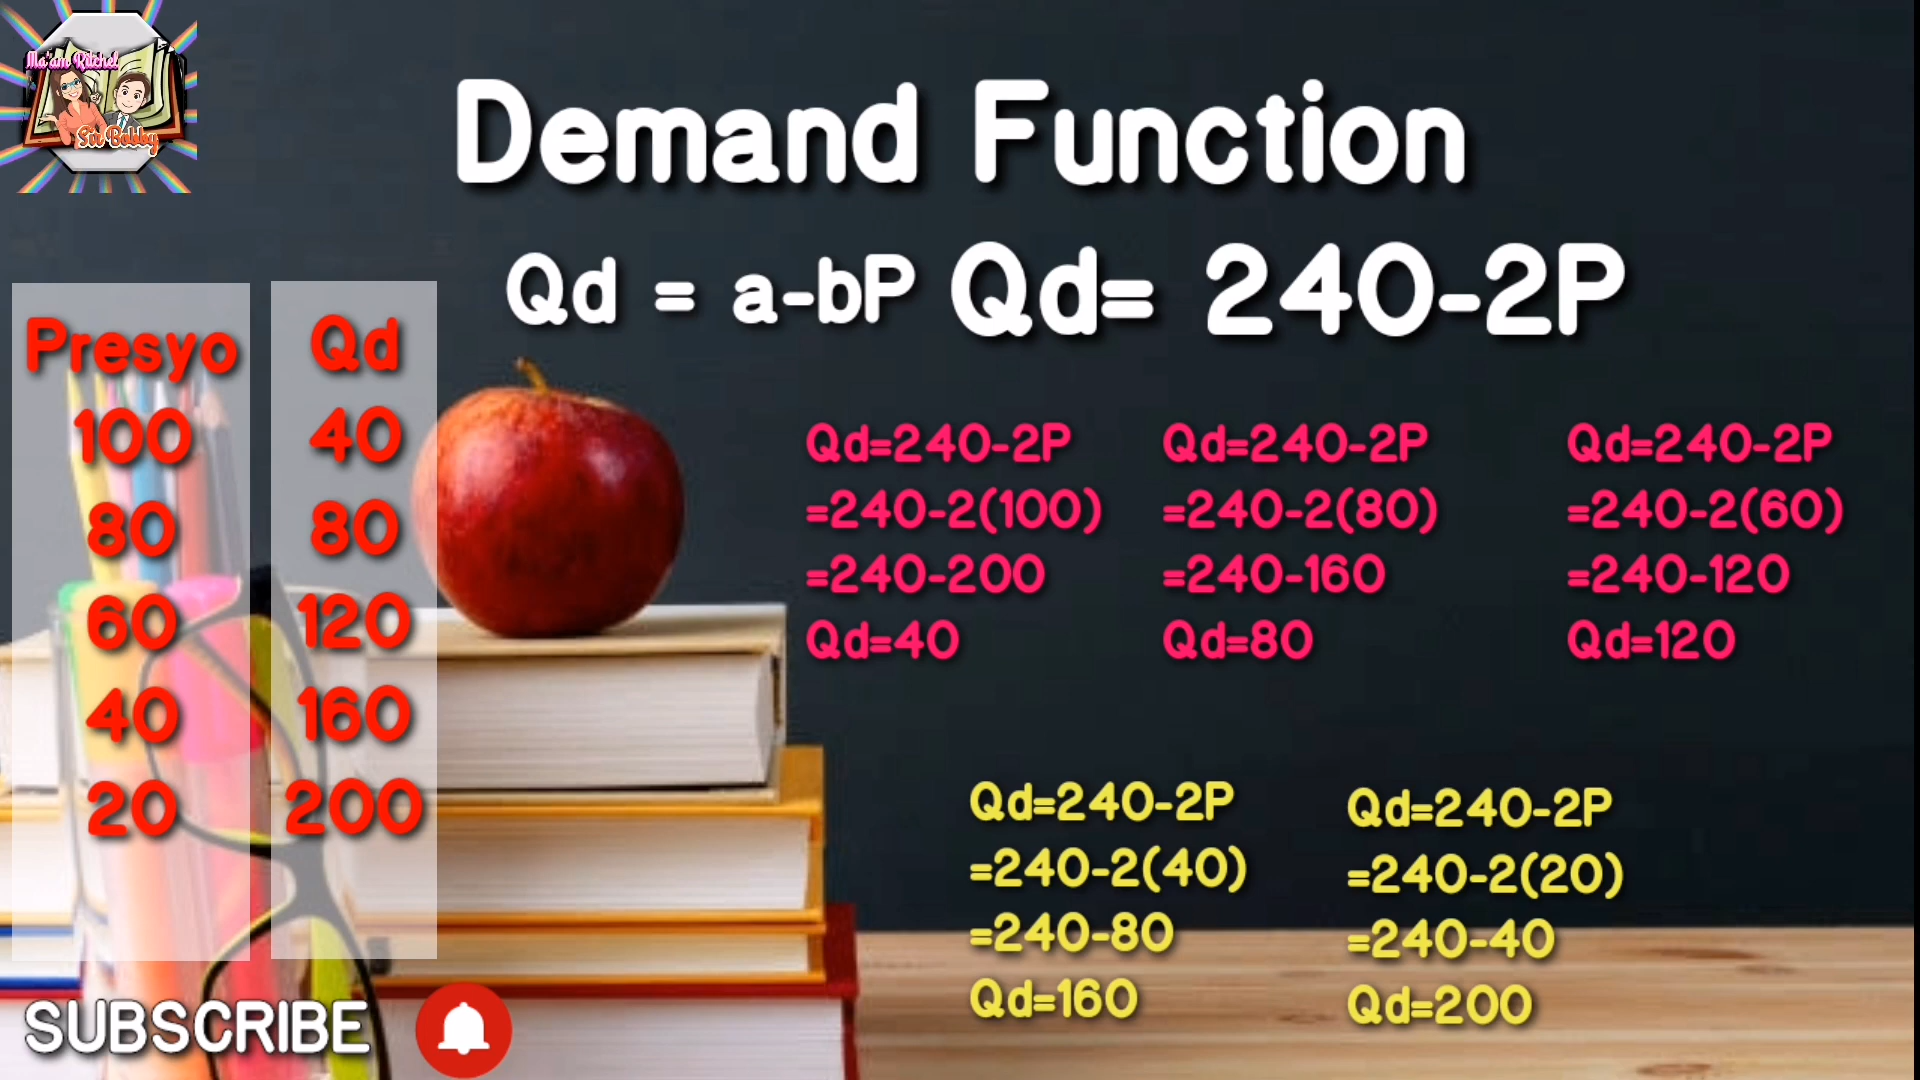 Ma'am Ritchel
Sir Bobby
Demand Function
Qd = a-bP Qd= 240-2P
Presyo Qd
100 40
80 80
60 120
40 160
20 200
Qd=240-2P
=240-2(100)
=240-200
Qd=40
Qd=240-2P
=240-2(80)
=240-160
Qd=80
Qd=240-2P
=240-2(60)
=240-120
Qd=120
Qd=240-2P
=240-2(40)
=240-80
Qd=160
Qd=240-2P
=240-2(20)
=240-40
Qd=200
SUBSCRIBE